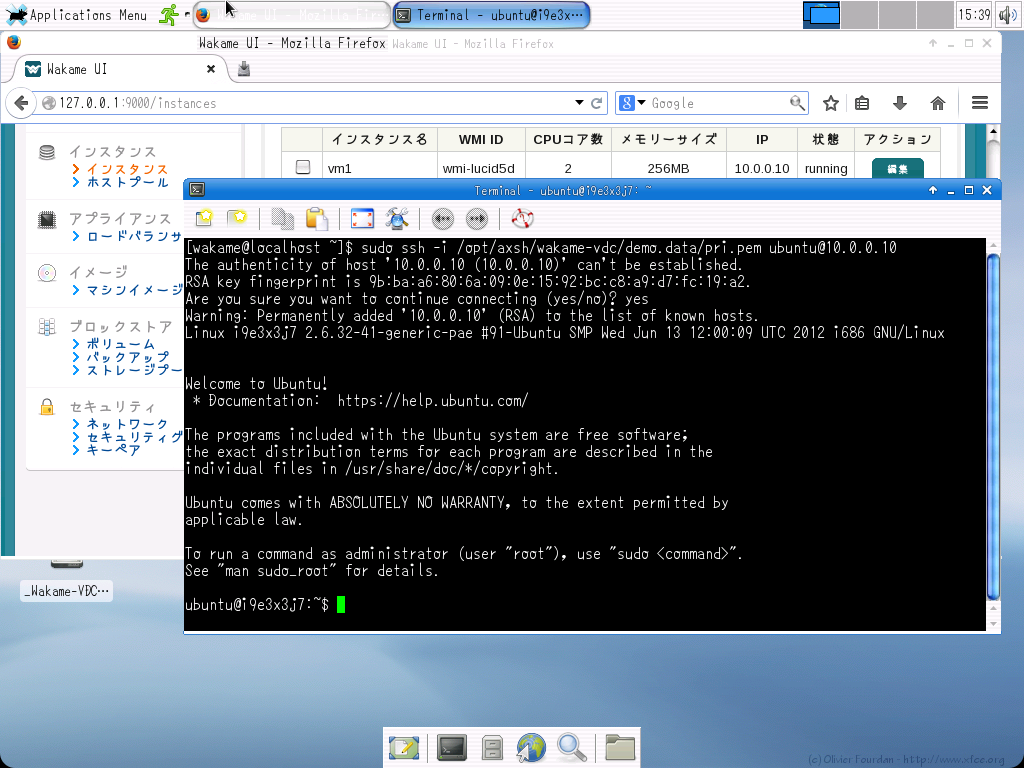 Applications Menu
Wakame UI - Mozilla Fire
Terminal - ubuntu@i9e3x...
15:39
Wakame UI - Mozilla Firefox
Wakame UI - Mozilla Firefox
Wakame UI
127.0.0.1:9000/instances
Google
インスタンス
インスタンス
ホストプール
アプライアンス
ロードバランサ
イメージ
マシンイメージ
ブロックストア
ボリューム
バックアップ
ストレージプー
セキュリティ
ネットワーク
セキュリティグ
キーペア
インスタンス名 WMI ID CPUコア数 メモリーサイズ IP 状態 アクション
vm1 wmi-lucid5d 2 256MB 10.0.0.10 running 編集
Terminal - ubuntu@i9e3x3j7: ~
[wakame@localhost ~]$ sudo ssh -i /opt/axsh/wakame-vdc/demo.data/pri.pem ubuntu@10.0.0.10
The authenticity of host '10.0.0.10 (10.0.0.10)' can't be established.
RSA key fingerprint is 9b:ba:a6:80:6a:09:0e:15:92:bc:c8:a9:d7:fc:19:a2.
Are you sure you want to continue connecting (yes/no)? yes
Warning: Permanently added '10.0.0.10' (RSA) to the list of known hosts.
Linux i9e3x3j7 2.6.32-41-generic-pae #91-Ubuntu SMP Wed Jun 13 12:00:09 UTC 2012 i686 GNU/Linux
Welcome to Ubuntu!
* Documentation:  https://help.ubuntu.com/
The programs included with the Ubuntu system are free software;
the exact distribution terms for each program are described in the
individual files in /usr/share/doc/*/copyright.
Ubuntu comes with ABSOLUTELY NO WARRANTY, to the extent permitted by
applicable law.
To run a command as administrator (user "root"), use "sudo <command>".
See "man sudo_root" for details.
ubuntu@i9e3x3j7:~$
_Wakame-VDC...
(c) Olivier Fourdan - http://www.xfce.org